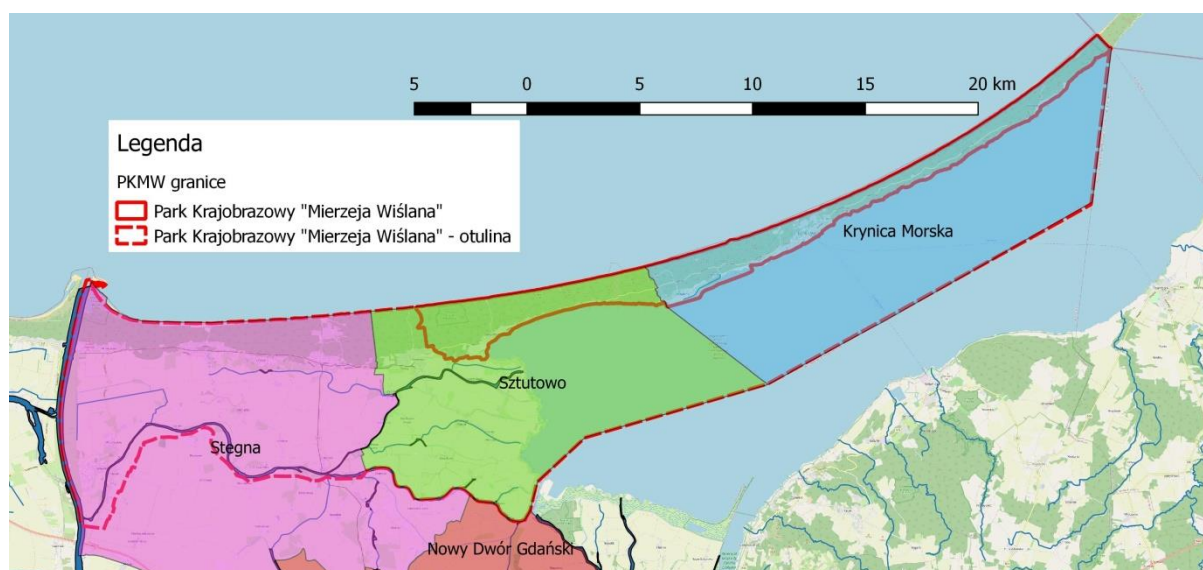 5 0 5 10 15 20 km
Legenda
PKMW granice
Park Krajobrazowy "Mierzeja Wiślana"
Park Krajobrazowy "Mierzeja Wiślana" - otulina
Krynica Morska
Sztutowo
Stegna
Nowy Dwór Gdański